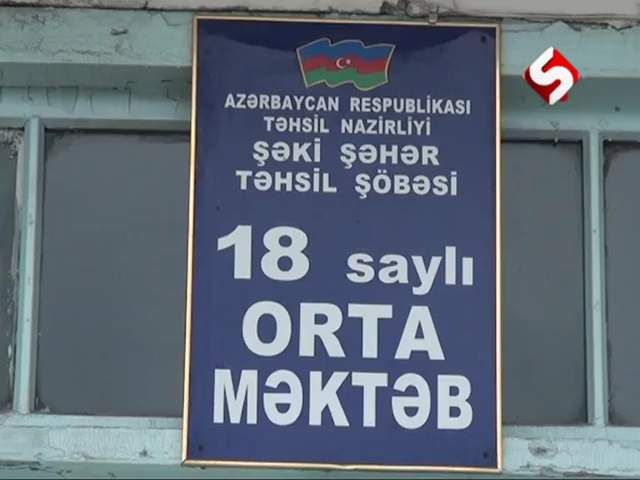 AZƏRBAYCAN RESPUBLİKASI
TƏHSİL NAZİRLİYİ
ŞƏKİ ŞƏHƏR
TƏHSİL ŞÖBƏSİ
18 saylı
ORTA
MƏKTƏB
S